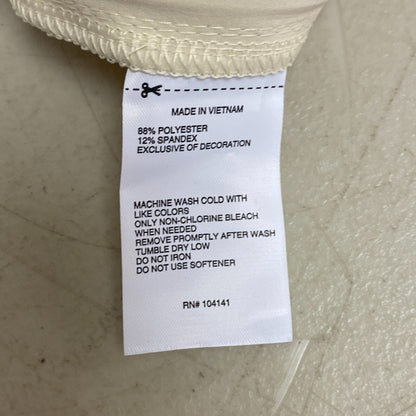 MADE IN VIETNAM
88% POLYESTER
12% SPANDEX
EXCLUSIVE OF DECORATION
MACHINE WASH COLD WITH
LIKE COLORS
ONLY NON-CHLORINE BLEACH
WHEN NEEDED
REMOVE PROMPTLY AFTER WASH
TUMBLE DRY LOW
DO NOT IRON
DO NOT USE SOFTENER
RN# 104141